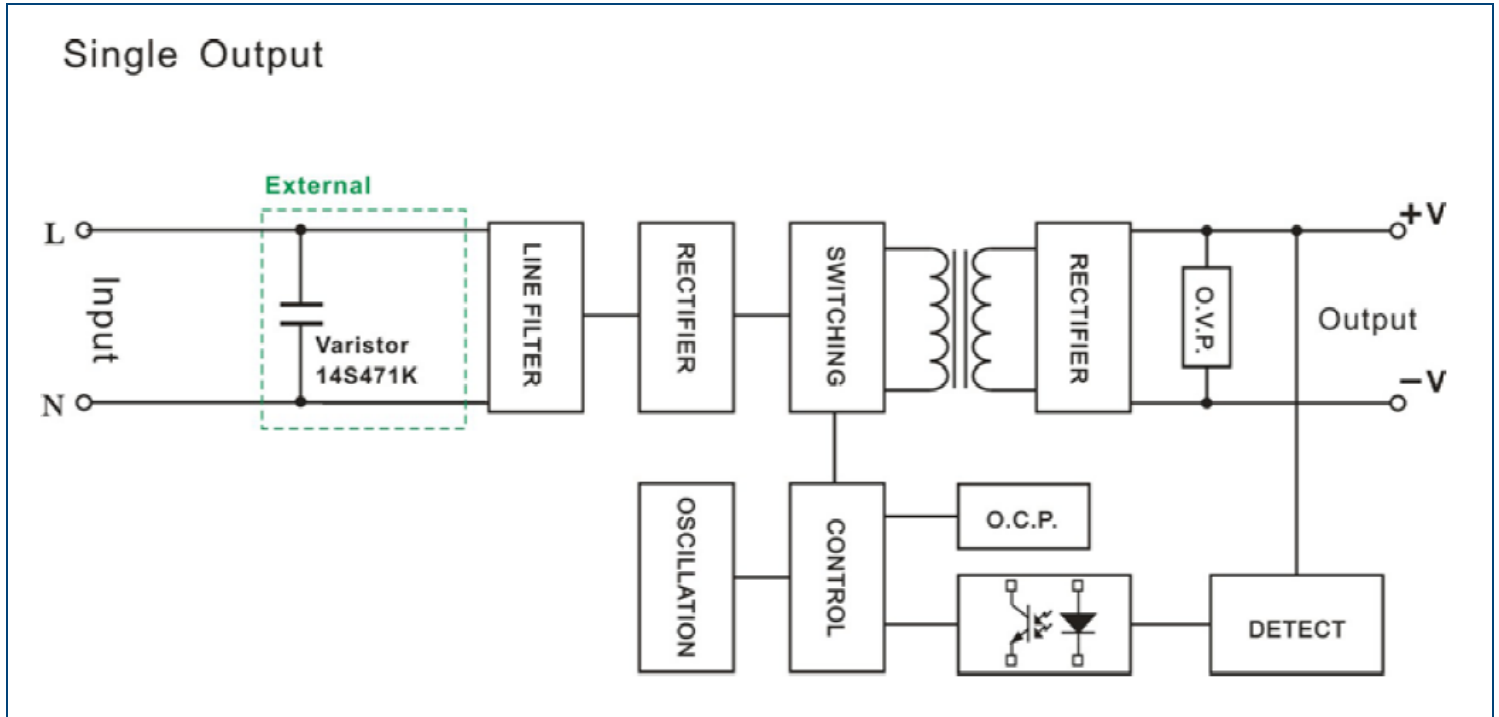 Single Output
External
L
Input
N
Varistor
14S471K
LINE FILTER
RECTIFIER
SWITCHING
RECTIFIER
O.V.P.
+V
Output
-V
OSCILLATION
CONTROL
O.C.P.
DETECT